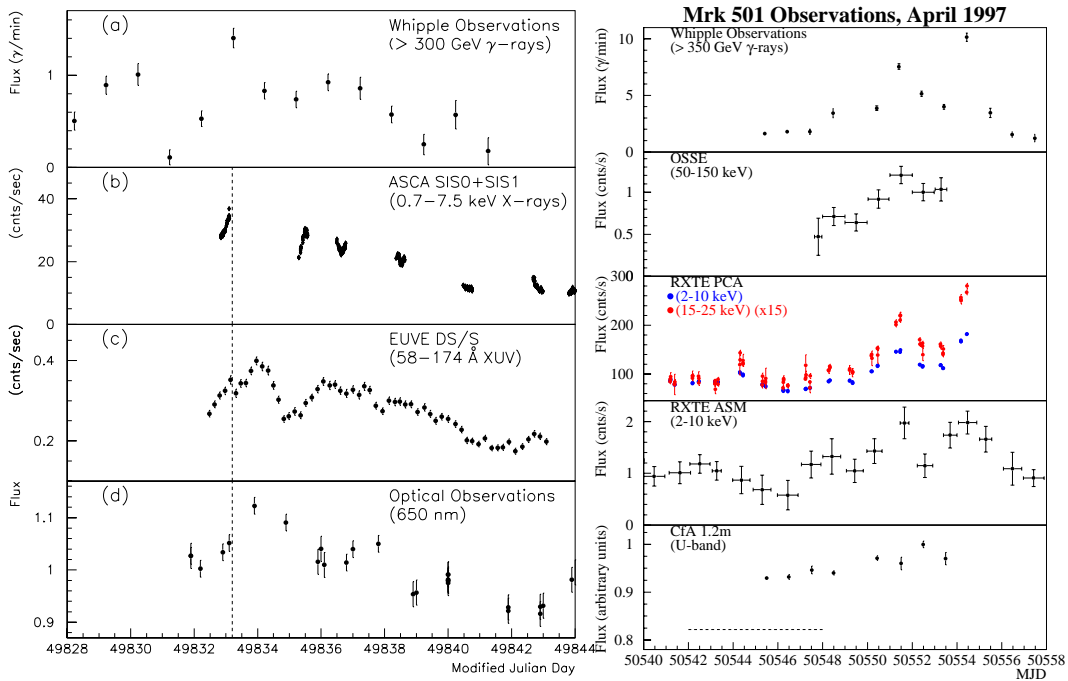 (a)
Whipple Observations
(> 300 GeV γ-rays)
Flux (γ/min)
1
0
(b)
ASCA SIS0+SIS1
(0.7-7.5 keV X-rays)
(cnts/sec)
40
20
0
(c)
EUVE DS/S
(58-174 Å XUV)
(cnts/sec)
0.4
0.2
(d)
Optical Observations
(650 nm)
Flux
1.1
1
0.9
49828 49830 49832 49834 49836 49838 49840 49842 49844
Modified Julian Day
Mrk 501 Observations, April 1997
Whipple Observations
(> 350 GeV γ-rays)
Flux (γ/min)
10
5
0
OSSE
(50-150 keV)
Flux (cnts/s)
1
0.5
RXTE PCA
(2-10 keV)
(15-25 keV) (x15)
Flux (cnts/s)
300
200
100
RXTE ASM
(2-10 keV)
Flux (cnts/s)
2
1
0
CfA 1.2m
(U-band)
Flux (arbitrary units)
1
0.9
0.8
50540 50542 50544 50546 50548 50550 50552 50554 50556 50558
MJD